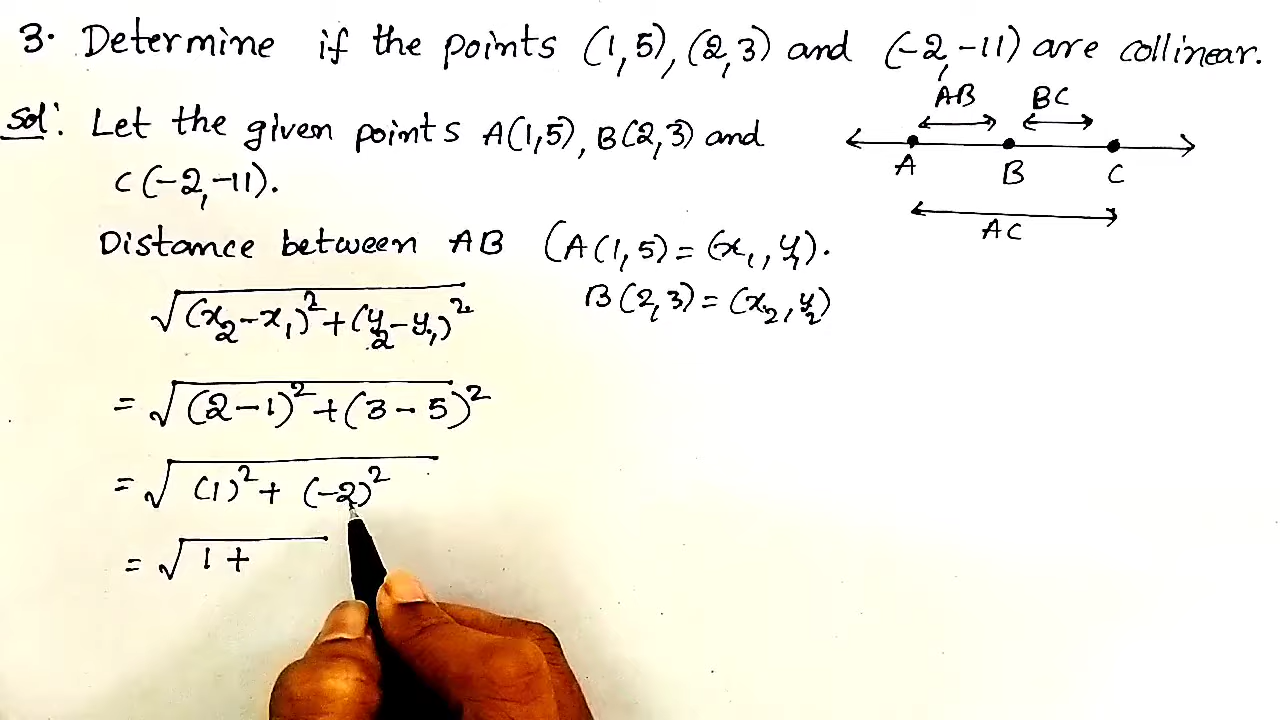 3. Determine if the points (1,5), (2,3) and (-2,-11) are collinear.
Sol: Let the given points A(1,5), B(2,3) and
C(-2,-11).
AB BC
A B C
AC
Distance between AB (A(1,5) = (x₁, y₁).
B(2,3) = (x₂, y₂)
√(x₂-x₁)²+(y₂-y₁)²
= √(2-1)²+(3-5)²
= √(1)²+(-2)²
= √1+